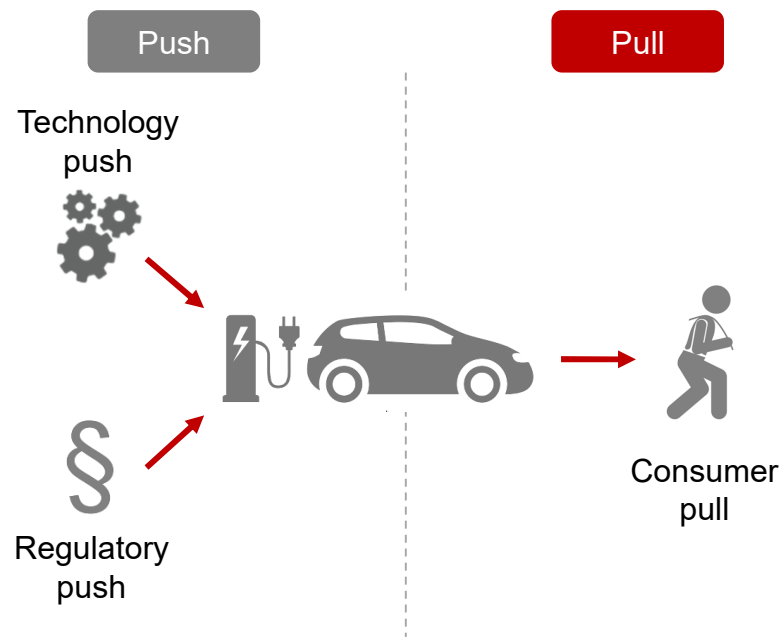 Push
Pull
Technology
push
§
Regulatory
push
Consumer
pull